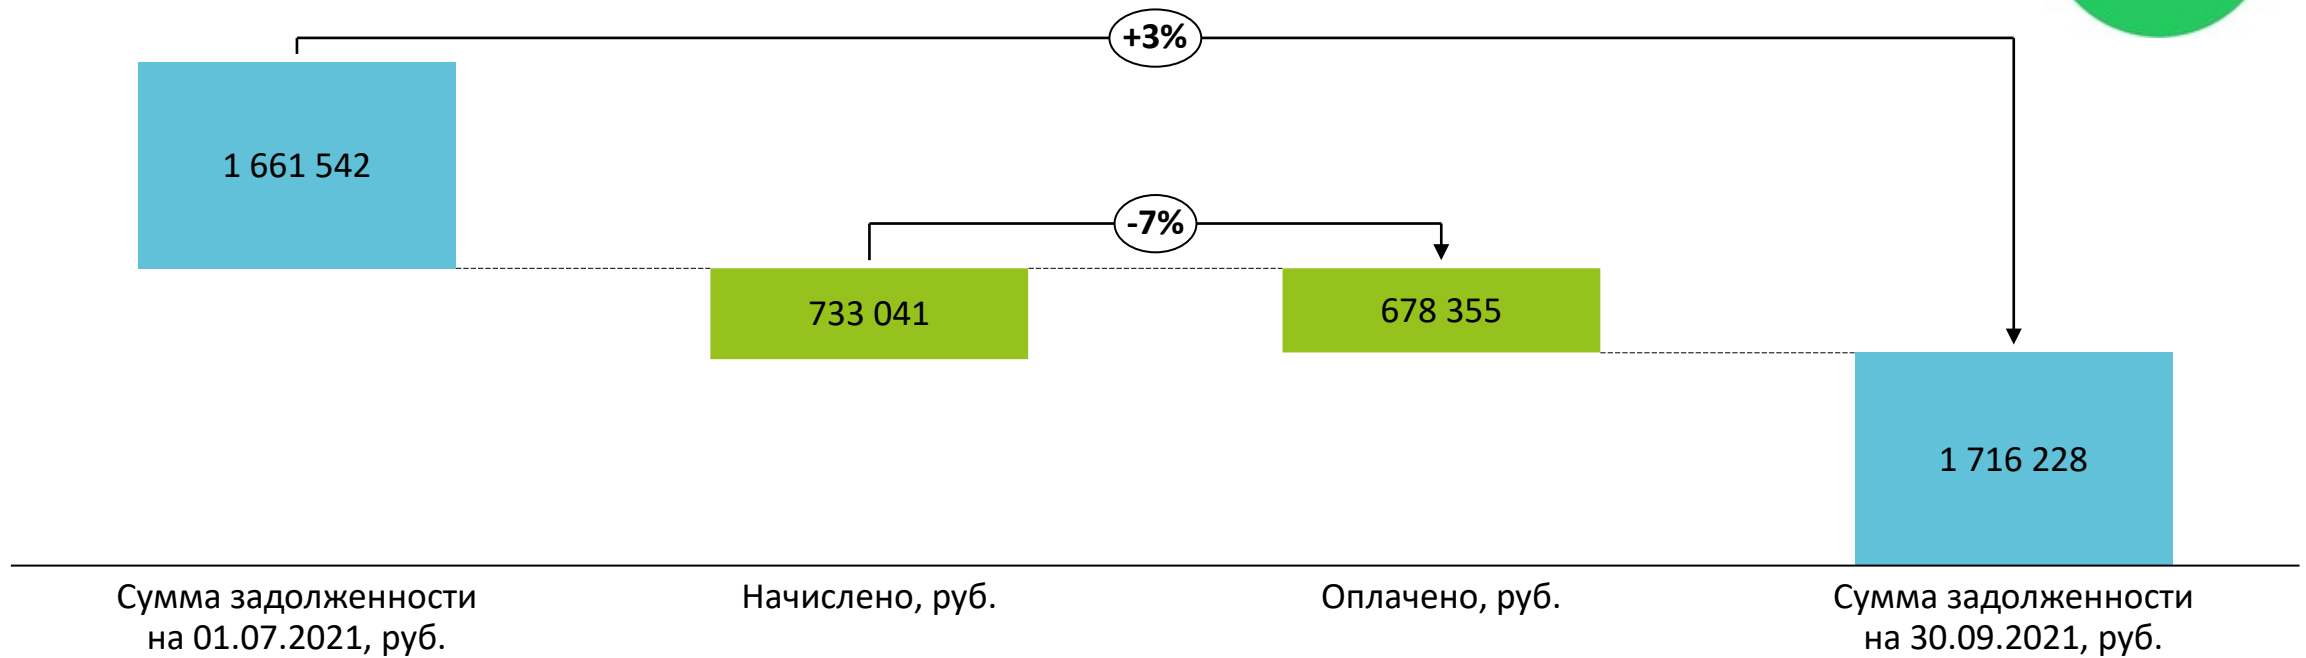 +3%
1 661 542
-7%
733 041
678 355
1 716 228
Сумма задолженности
на 01.07.2021, руб.
Начислено, руб.
Оплачено, руб.
Сумма задолженности
на 30.09.2021, руб.